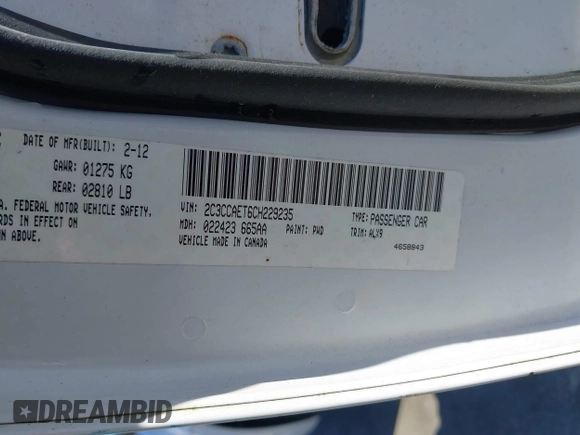 DATE OF MFR(BUILT): 2-12
GAWR: 01275 KG
REAR: 02810 LB
A. FEDERAL MOTOR VEHICLE SAFETY,
RDS IN EFFECT ON
N ABOVE.
VIN: 2C3CCAET6CH229235
TYPE: PASSENGER CAR
MDH: 022423 665AA
PAINT: PWD
TRIM: ALX9
VEHICLE MADE IN CANADA
4658843
DREAMBID